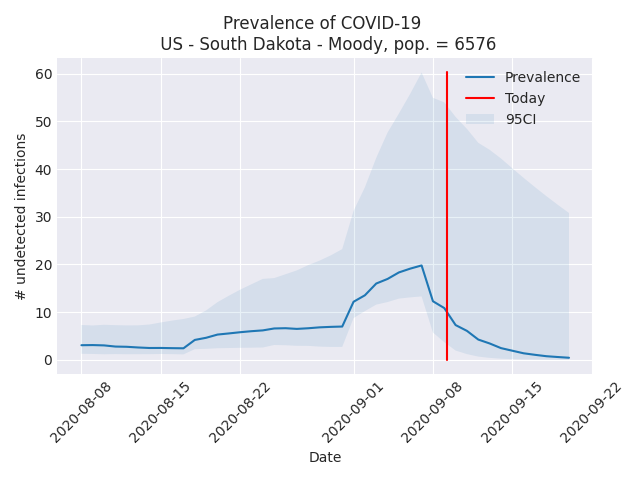 Prevalence of COVID-19
US - South Dakota - Moody, pop. = 6576
Prevalence
Today
95CI
# undetected infections
60
50
40
30
20
10
0
2020-08-08
2020-08-15
2020-08-22
2020-09-01
2020-09-08
2020-09-15
2020-09-22
Date